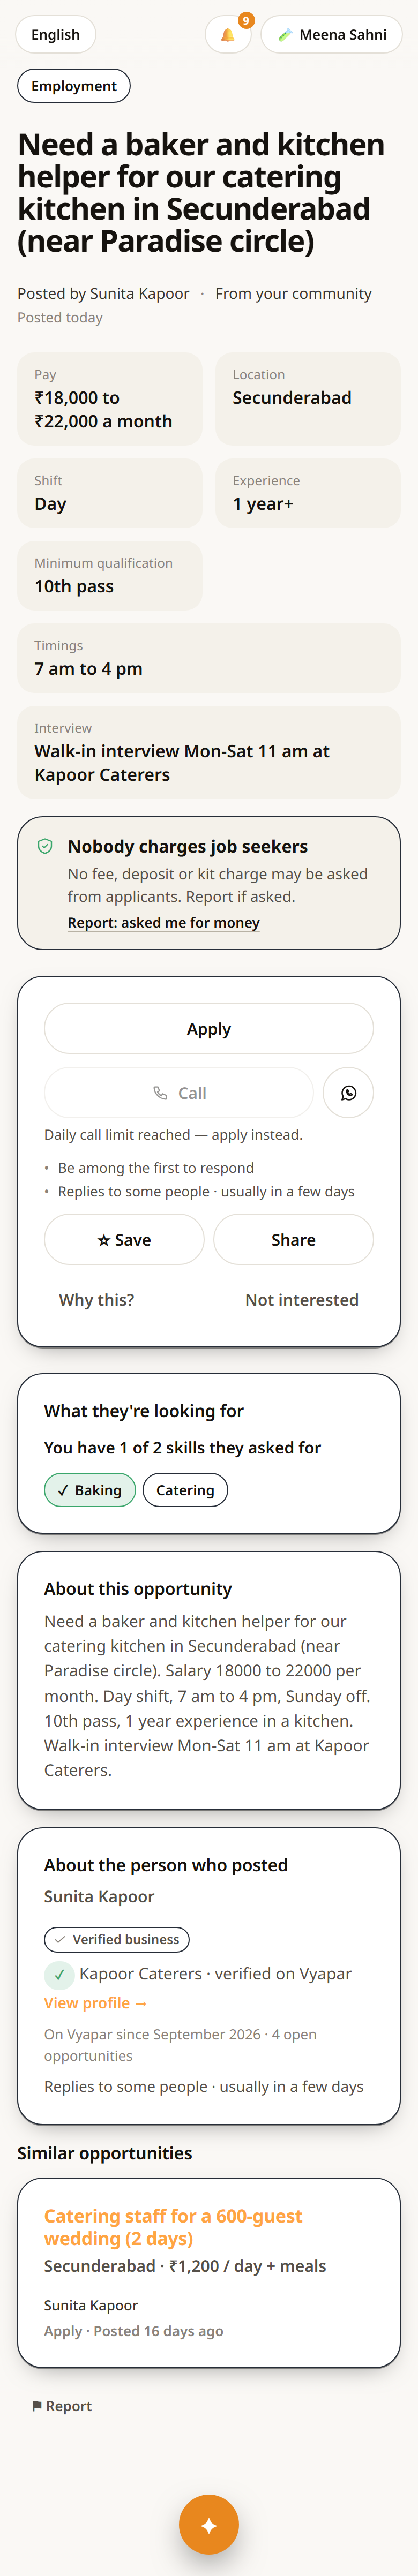 English
9
Meena Sahni
Employment
Need a baker and kitchen
helper for our catering
kitchen in Secunderabad
(near Paradise circle)
Posted by Sunita Kapoor · From your community
Posted today
Pay
₹18,000 to
₹22,000 a month
Location
Secunderabad
Shift
Day
Experience
1 year+
Minimum qualification
10th pass
Timings
7 am to 4 pm
Interview
Walk-in interview Mon-Sat 11 am at
Kapoor Caterers
Nobody charges job seekers
No fee, deposit or kit charge may be asked
from applicants. Report if asked.
Report: asked me for money
Apply
Call
Daily call limit reached — apply instead.
• Be among the first to respond
• Replies to some people · usually in a few days
☆ Save
Share
Why this?
Not interested
What they're looking for
You have 1 of 2 skills they asked for
✓ Baking
Catering
About this opportunity
Need a baker and kitchen helper for our
catering kitchen in Secunderabad (near
Paradise circle). Salary 18000 to 22000 per
month. Day shift, 7 am to 4 pm, Sunday off.
10th pass, 1 year experience in a kitchen.
Walk-in interview Mon-Sat 11 am at Kapoor
Caterers.
About the person who posted
Sunita Kapoor
Verified business
✓ Kapoor Caterers · verified on Vyapar
View profile →
On Vyapar since September 2026 · 4 open
opportunities
Replies to some people · usually in a few days
Similar opportunities
Catering staff for a 600-guest
wedding (2 days)
Secunderabad · ₹1,200 / day + meals
Sunita Kapoor
Apply · Posted 16 days ago
⚑ Report